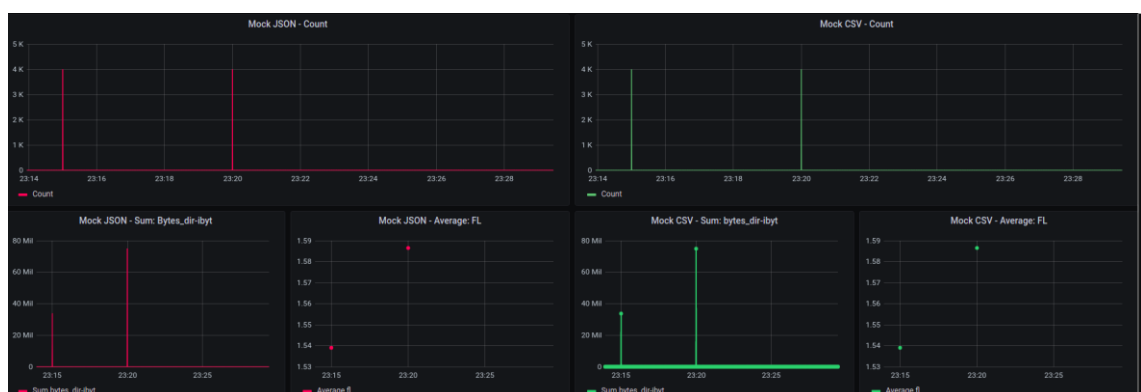 Mock JSON - Count
5 K
4 K
3 K
2 K
1 K
0
23:14 23:16 23:18 23:20 23:22 23:24 23:26 23:28
Count
Mock CSV - Count
5 K
4 K
3 K
2 K
1 K
0
23:14 23:16 23:18 23:20 23:22 23:24 23:26 23:28
Count
Mock JSON - Sum: Bytes_dir-ibyt
80 Mil
60 Mil
40 Mil
20 Mil
0
23:15 23:20 23:25
Sum bytes_dir-ibyt
Mock JSON - Average: FL
1.59
1.58
1.57
1.56
1.55
1.54
1.53
23:15 23:20 23:25
Average fl
Mock CSV - Sum: bytes_dir-ibyt
80 Mil
60 Mil
40 Mil
20 Mil
0
23:15 23:20 23:25
Sum bytes_dir-ibyt
Mock CSV - Average: FL
1.59
1.58
1.57
1.56
1.55
1.54
1.53
23:15 23:20 23:25
Average fl